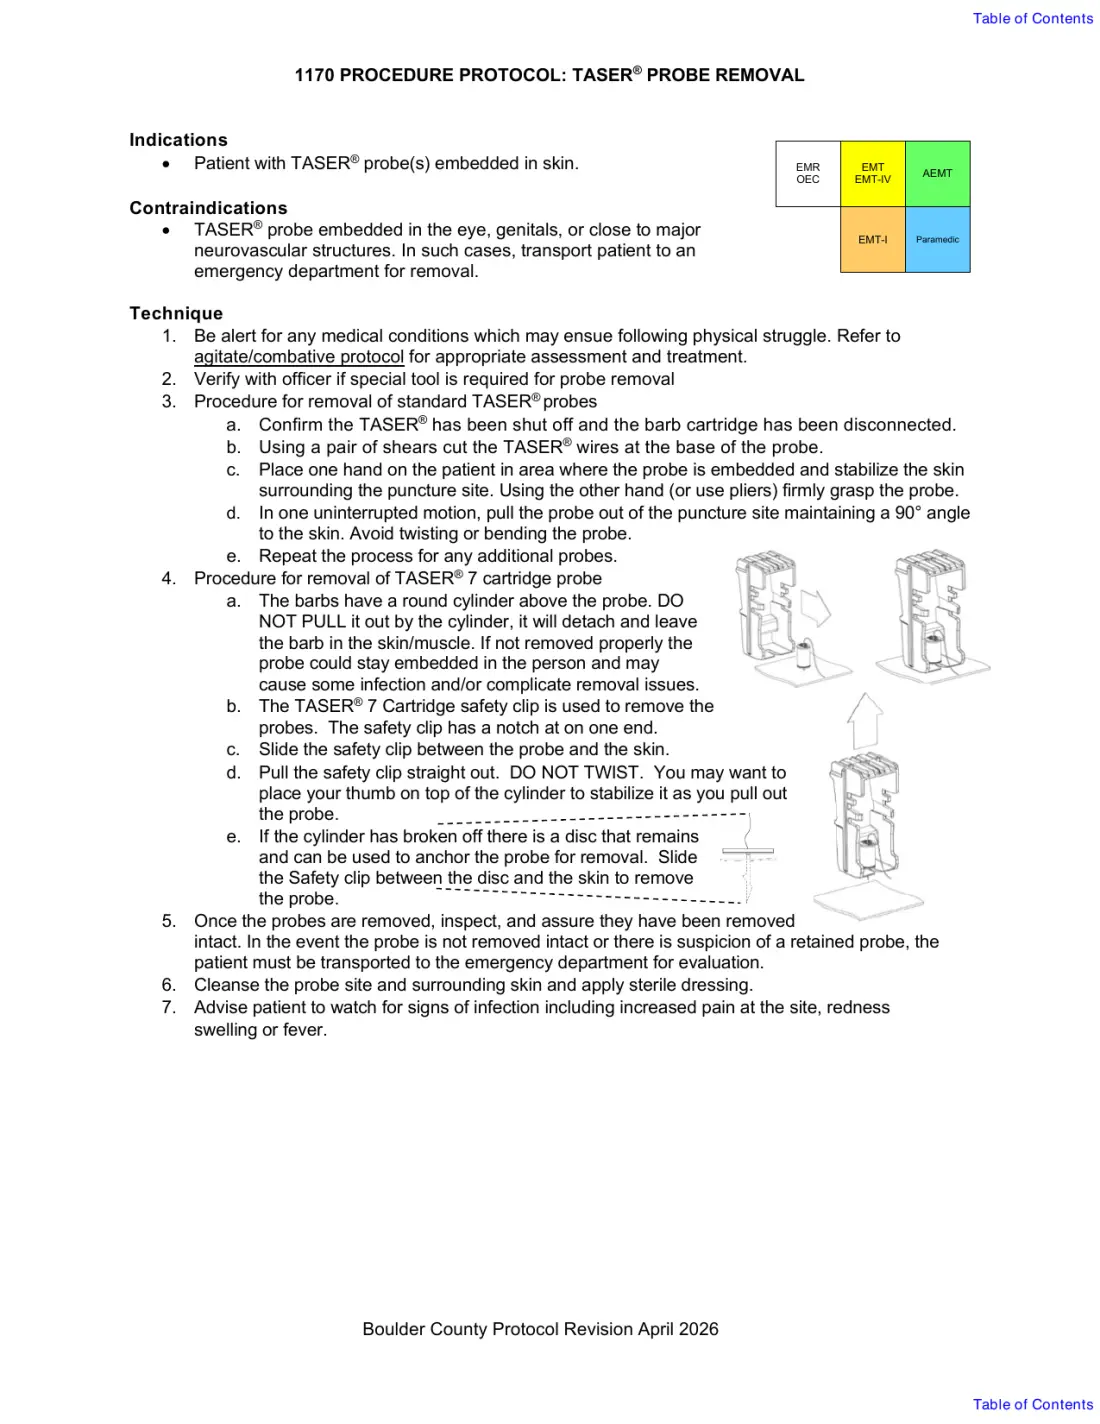 Table of Contents
1170 PROCEDURE PROTOCOL: TASER® PROBE REMOVAL
Indications
• Patient with TASER® probe(s) embedded in skin.
EMR
OEC
EMT
EMT-IV
AEMT
EMT-I
Paramedic
Contraindications
• TASER® probe embedded in the eye, genitals, or close to major
neurovascular structures. In such cases, transport patient to an
emergency department for removal.
Technique
1. Be alert for any medical conditions which may ensue following physical struggle. Refer to
agitate/combative protocol for appropriate assessment and treatment.
2. Verify with officer if special tool is required for probe removal
3. Procedure for removal of standard TASER® probes
a. Confirm the TASER® has been shut off and the barb cartridge has been disconnected.
b. Using a pair of shears cut the TASER® wires at the base of the probe.
c. Place one hand on the patient in area where the probe is embedded and stabilize the skin
surrounding the puncture site. Using the other hand (or use pliers) firmly grasp the probe.
d. In one uninterrupted motion, pull the probe out of the puncture site maintaining a 90° angle
to the skin. Avoid twisting or bending the probe.
e. Repeat the process for any additional probes.
4. Procedure for removal of TASER® 7 cartridge probe
a. The barbs have a round cylinder above the probe. DO
NOT PULL it out by the cylinder, it will detach and leave
the barb in the skin/muscle. If not removed properly the
probe could stay embedded in the person and may
cause some infection and/or complicate removal issues.
b. The TASER® 7 Cartridge safety clip is used to remove the
probes. The safety clip has a notch at on one end.
c. Slide the safety clip between the probe and the skin.
d. Pull the safety clip straight out. DO NOT TWIST. You may want to
place your thumb on top of the cylinder to stabilize it as you pull out
the probe.
e. If the cylinder has broken off there is a disc that remains
and can be used to anchor the probe for removal. Slide
the Safety clip between the disc and the skin to remove
the probe.
5. Once the probes are removed, inspect, and assure they have been removed
intact. In the event the probe is not removed intact or there is suspicion of a retained probe, the
patient must be transported to the emergency department for evaluation.
6. Cleanse the probe site and surrounding skin and apply sterile dressing.
7. Advise patient to watch for signs of infection including increased pain at the site, redness
swelling or fever.
Boulder County Protocol Revision April 2026
Table of Contents